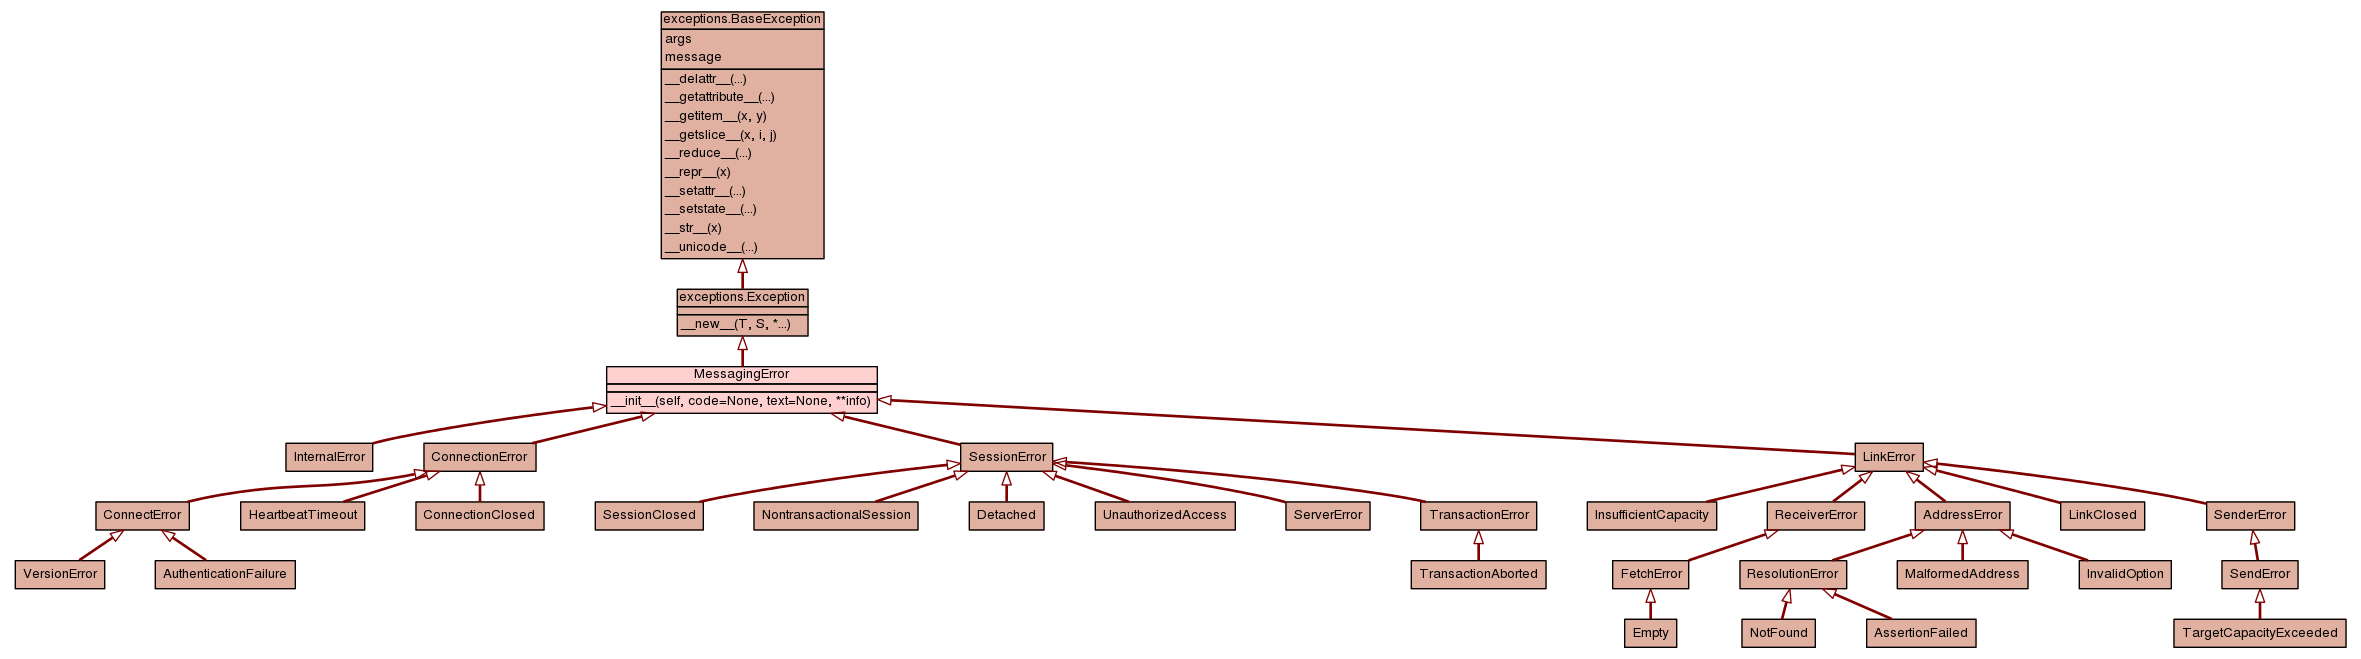 exceptions.BaseException
args
message
__delattr__(...)
__getattribute__(...)
__getitem__(x, y)
__getslice__(x, i, j)
__reduce__(...)
__repr__(x)
__setattr__(...)
__setstate__(...)
__str__(x)
__unicode__(...)
exceptions.Exception
__new__(T, S, *...)
MessagingError
__init__(self, code=None, text=None, **info)
InternalError
ConnectionError
SessionError
LinkError
ConnectError
HeartbeatTimeout
ConnectionClosed
SessionClosed
NontransactionalSession
Detached
UnauthorizedAccess
ServerError
TransactionError
InsufficientCapacity
ReceiverError
AddressError
LinkClosed
SenderError
VersionError
AuthenticationFailure
TransactionAborted
FetchError
ResolutionError
MalformedAddress
InvalidOption
SendError
Empty
NotFound
AssertionFailed
TargetCapacityExceeded